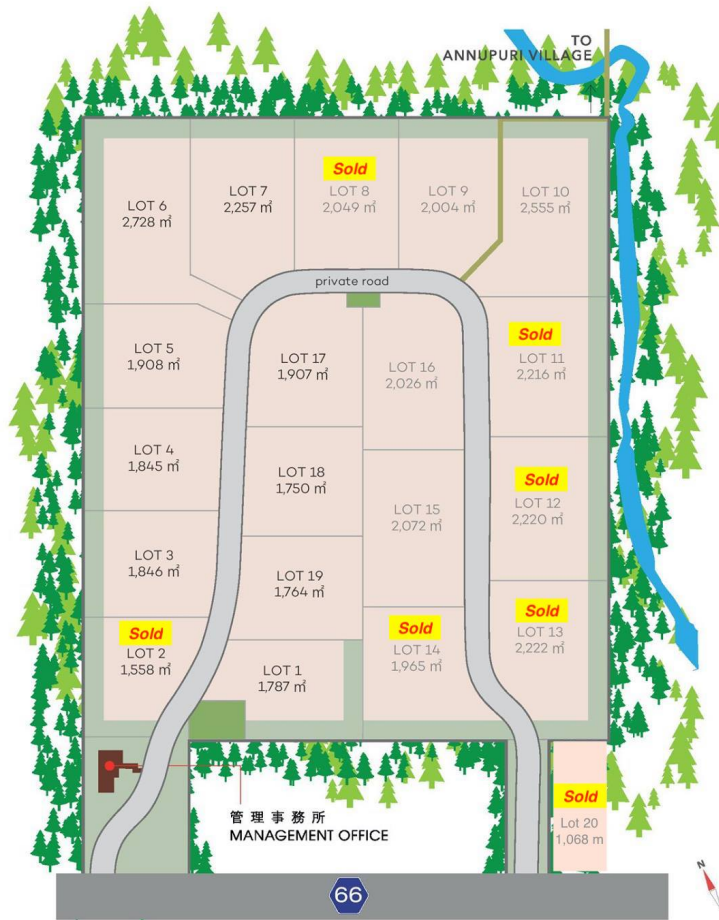 TO
ANNUPURI VILLAGE
LOT 6
2,728 ㎡
LOT 7
2,257 ㎡
Sold
LOT 8
2,049 ㎡
LOT 9
2,004 ㎡
LOT 10
2,555 ㎡
private road
LOT 5
1,908 ㎡
LOT 17
1,907 ㎡
LOT 16
2,026 ㎡
Sold
LOT 11
2,216 ㎡
LOT 4
1,845 ㎡
LOT 18
1,750 ㎡
LOT 15
2,072 ㎡
Sold
LOT 12
2,220 ㎡
LOT 3
1,846 ㎡
LOT 19
1,764 ㎡
Sold
LOT 2
1,558 ㎡
LOT 1
1,787 ㎡
Sold
LOT 14
1,965 ㎡
Sold
LOT 13
2,222 ㎡
管理事務所
MANAGEMENT OFFICE
Sold
Lot 20
1,068 m
66
N